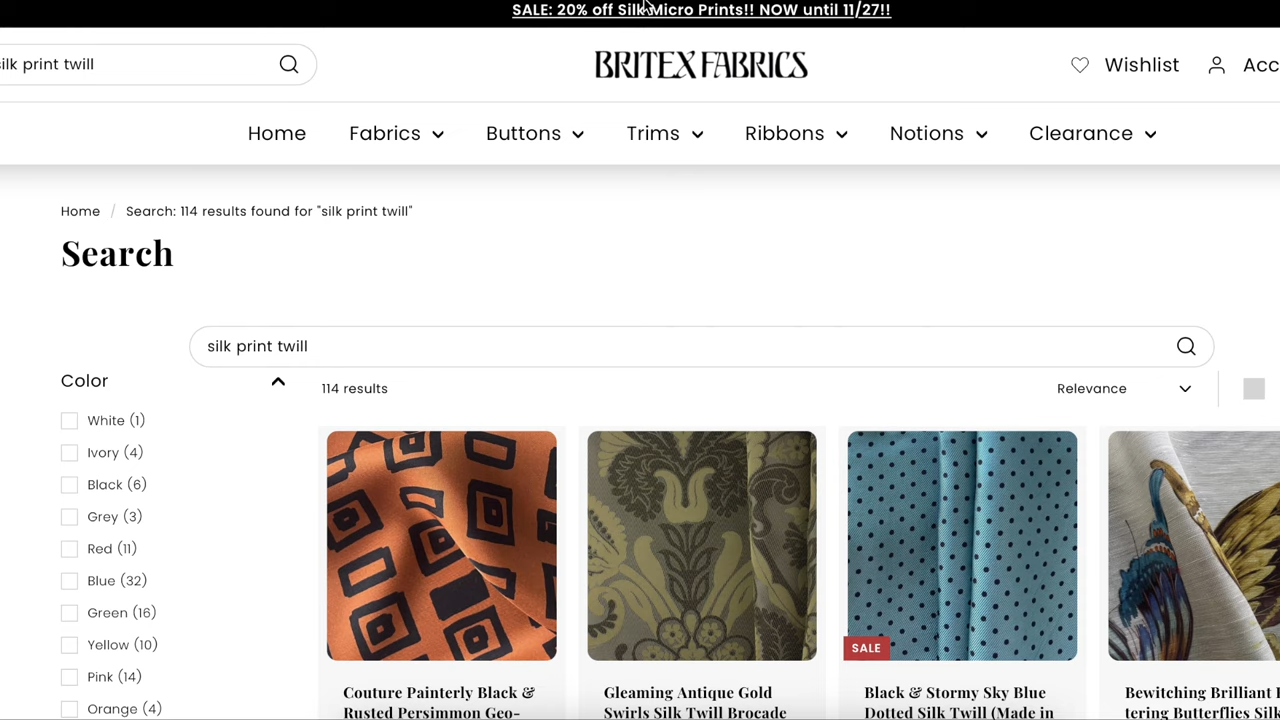 SALE: 20% off Silk Micro Prints!! NOW until 11/27!!
silk print twill
BRITEX FABRICS
Wishlist
Home
Fabrics
Buttons
Trims
Ribbons
Notions
Clearance
Home / Search: 114 results found for "silk print twill"
Search
silk print twill
Color
114 results
Relevance
White (1)
Ivory (4)
Black (6)
Grey (3)
Red (11)
Blue (32)
Green (16)
Yellow (10)
Pink (14)
Orange (4)
SALE
Couture Painterly Black &
Rusted Persimmon Geo-
Gleaming Antique Gold
Swirls Silk Twill Brocade
Black & Stormy Sky Blue
Dotted Silk Twill (Made in
Bewitching Brilliant
tering Butterflies